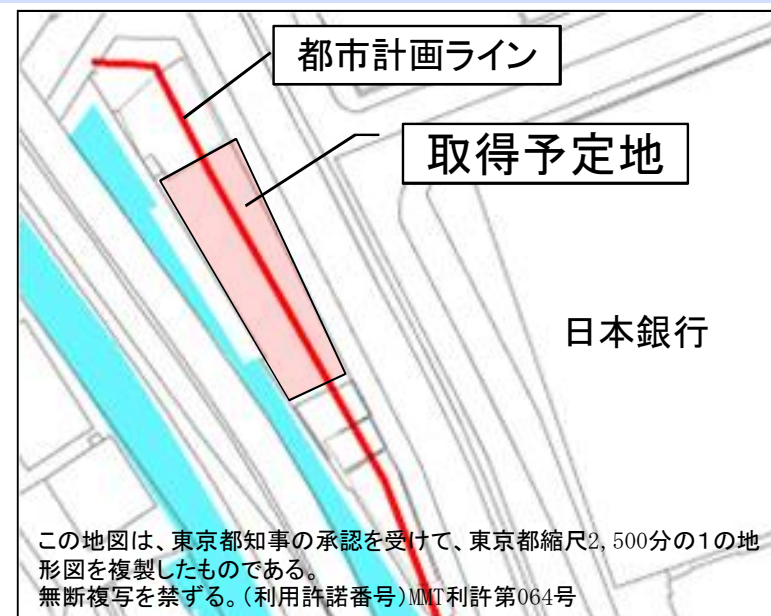 都市計画ライン
取得予定地
日本銀行
この地図は、東京都知事の承認を受けて、東京都縮尺2,500分の1の地
形図を複製したものである。
無断複写を禁ずる。(利用許諾番号)MMT利許第064号